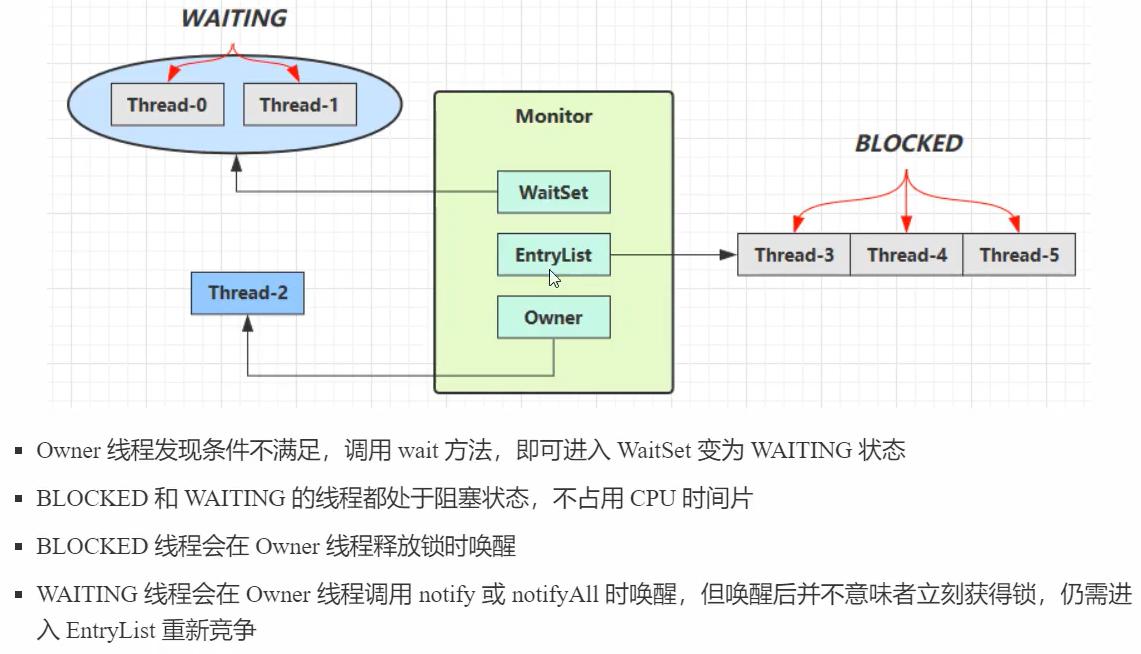 WAITING
Thread-0 Thread-1
Monitor
BLOCKED
WaitSet
EntryList
Thread-3 Thread-4 Thread-5
Thread-2
Owner
Owner 线程发现条件不满足，调用 wait 方法，即可进入 WaitSet 变为 WAITING 状态
BLOCKED 和 WAITING 的线程都处于阻塞状态，不占用 CPU 时间片
BLOCKED 线程会在 Owner 线程释放锁时唤醒
WAITING 线程会在 Owner 线程调用 notify 或 notifyAll 时唤醒，但唤醒后并不意味者立刻获得锁，仍需进
入 EntryList 重新竞争